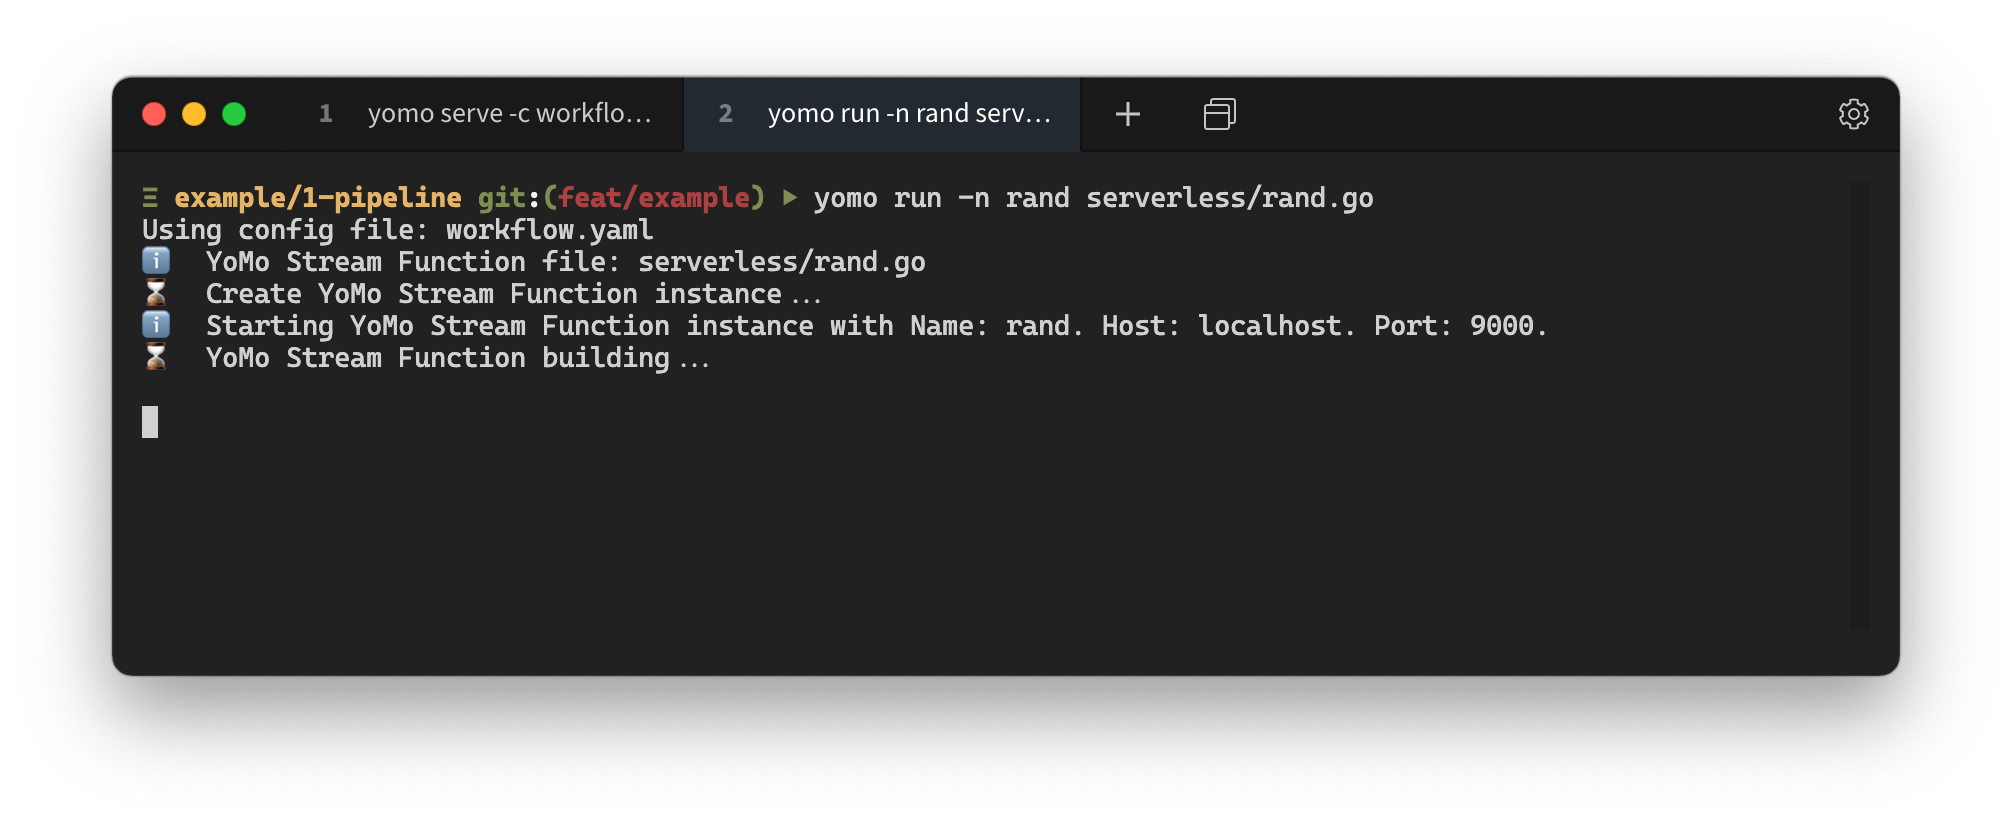 1 yomo serve -c workflo... 2 yomo run -n rand serv...
Ξ example/1-pipeline git:(feat/example) ▶ yomo run -n rand serverless/rand.go
Using config file: workflow.yaml
ℹ️ YoMo Stream Function file: serverless/rand.go
⌛ Create YoMo Stream Function instance...
ℹ️ Starting YoMo Stream Function instance with Name: rand. Host: localhost. Port: 9000.
⌛ YoMo Stream Function building...